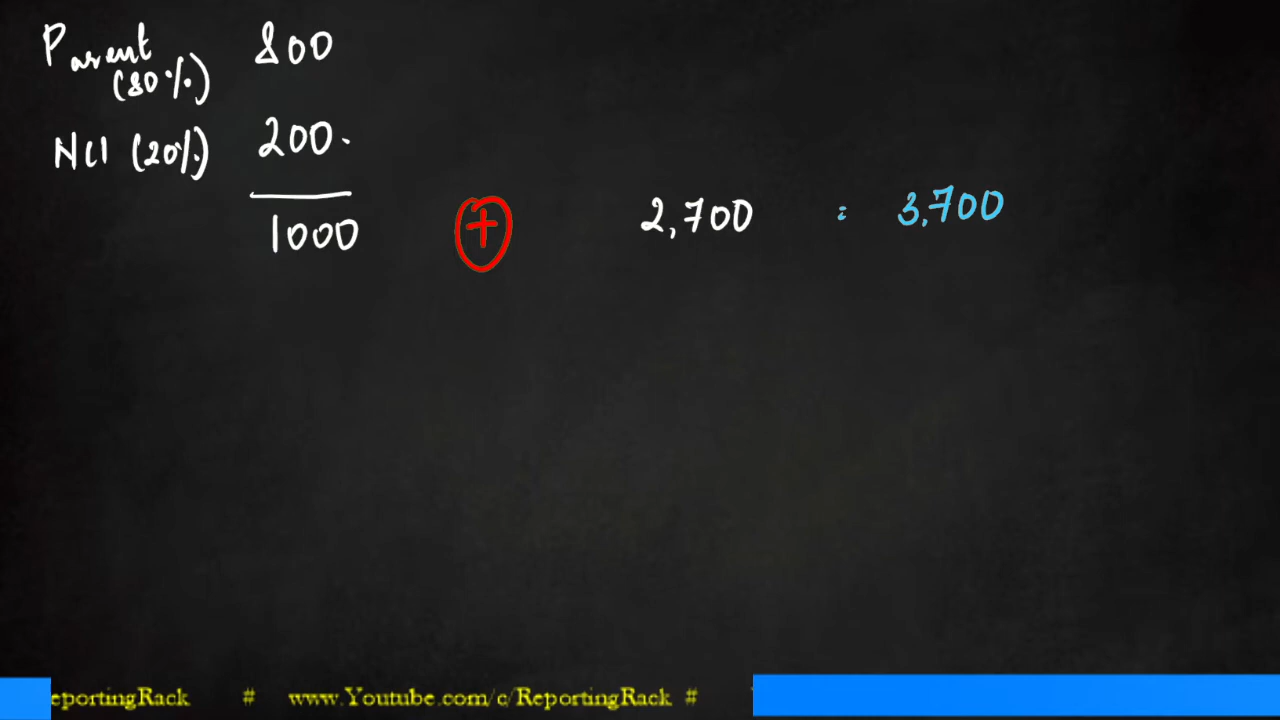 Parent 800
(80%)
NCI (20%) 200.
1000 + 2,700 = 3,700
eportingRack # www.Youtube.com/c/ReportingRack #